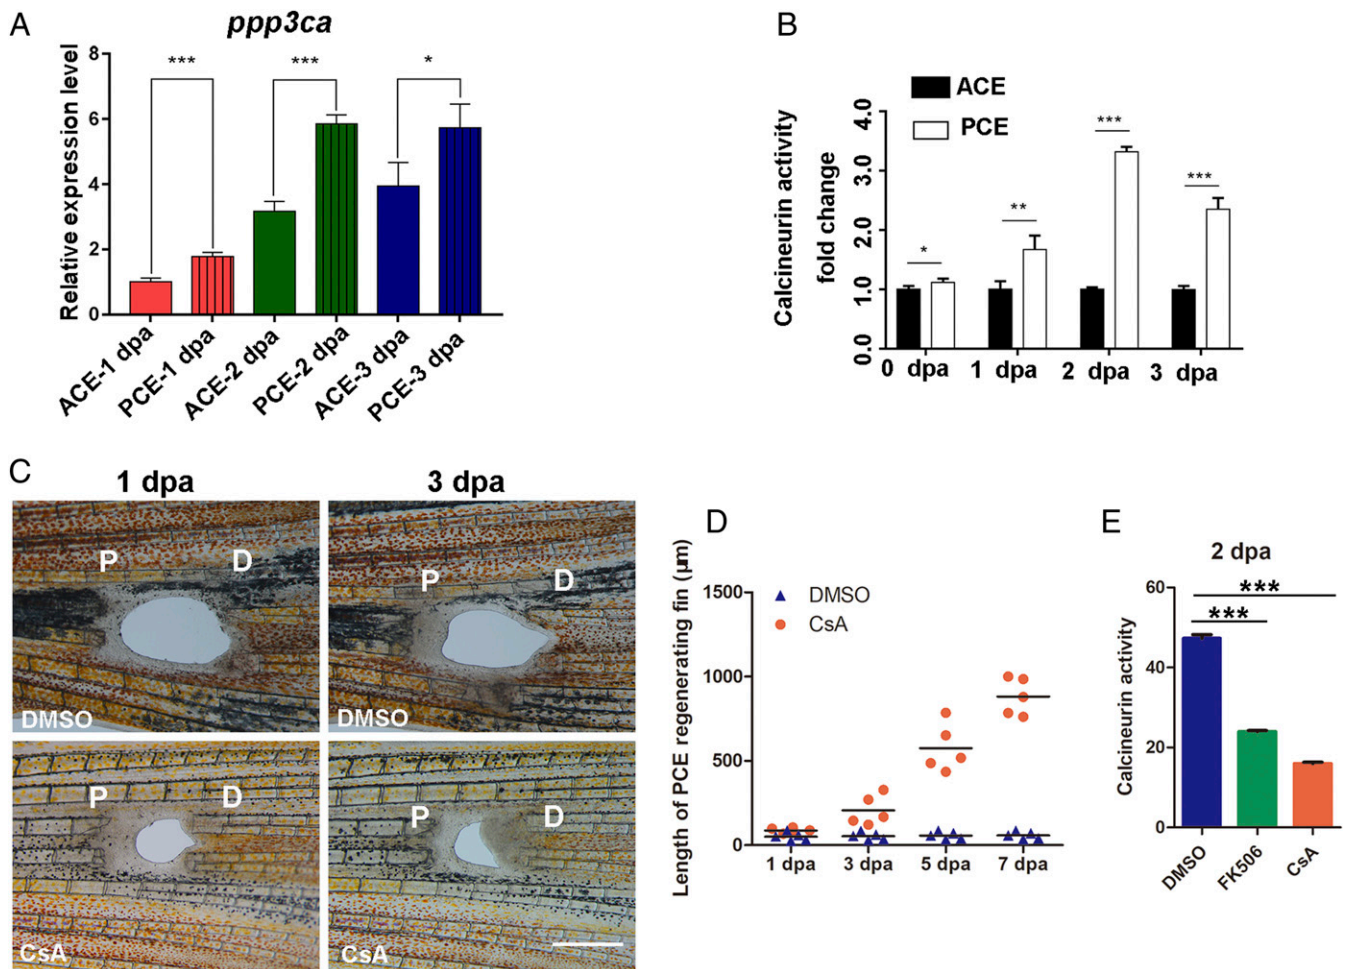 A
ppp3ca
Relative expression level
8
6
4
2
0
***
***
*
ACE-1 dpa
PCE-1 dpa
ACE-2 dpa
PCE-2 dpa
ACE-3 dpa
PCE-3 dpa
B
Calcineurin activity
fold change
4.0
3.0
2.0
1.0
0.0
ACE
PCE
*
**
***
***
0 dpa
1 dpa
2 dpa
3 dpa
C
1 dpa
3 dpa
P
D
DMSO
P
D
DMSO
P
D
CsA
P
D
CsA
D
Length of PCE regenerating fin (µm)
1500
1000
500
0
DMSO
CsA
1 dpa
3 dpa
5 dpa
7 dpa
E
2 dpa
Calcineurin activity
60
40
20
0
***
***
DMSO
FK506
CsA